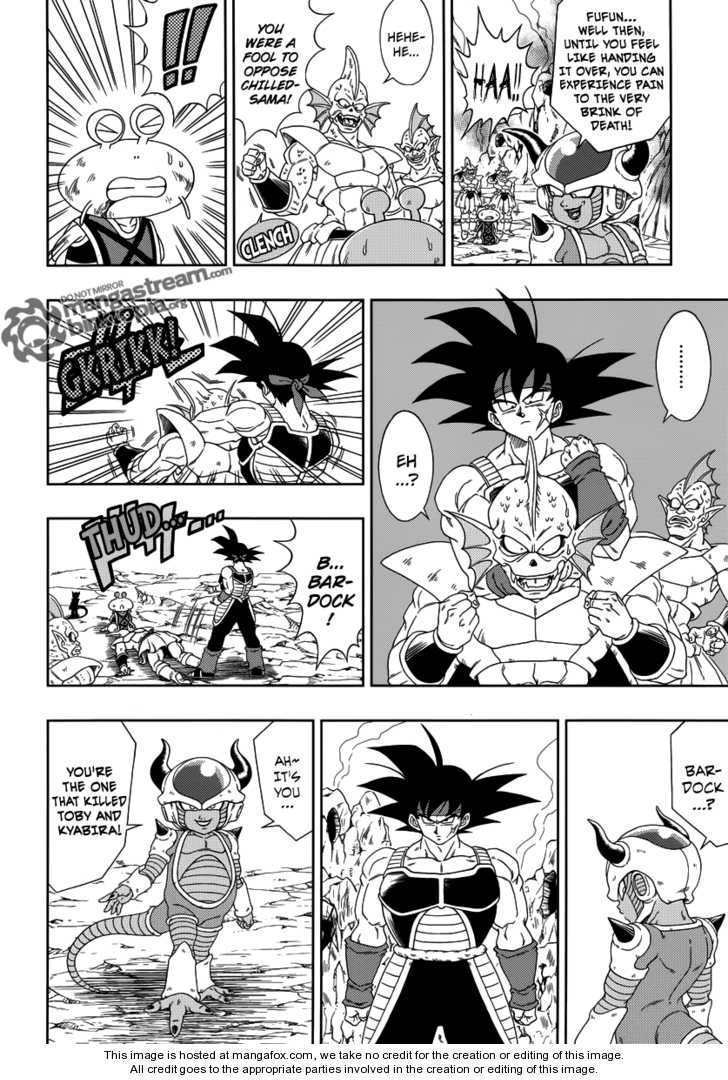 FUFUN...
WELL THEN,
UNTIL YOU FEEL
LIKE HANDING
IT OVER, YOU CAN
EXPERIENCE PAIN
TO THE VERY
BRINK OF
DEATH!
HAA!!
HEHE-
HE...
YOU
WERE A
FOOL TO
OPPOSE
CHILLED-
SAMA!
CLENCH
!!
DO NOT MIRROR
mangastream.com
.........
EH
...?
GKRIKK!
THUD...
B...
BAR-
DOCK
!
BAR-
DOCK
...?
AH~
IT'S
YOU
...
YOU'RE
THE ONE
THAT KILLED
TOBY AND
KYABIRA!
This image is hosted at mangafox.com, we take no credit for the creation or editing of this image.
All credit goes to the appropriate parties involved in the creation or editing of this image.